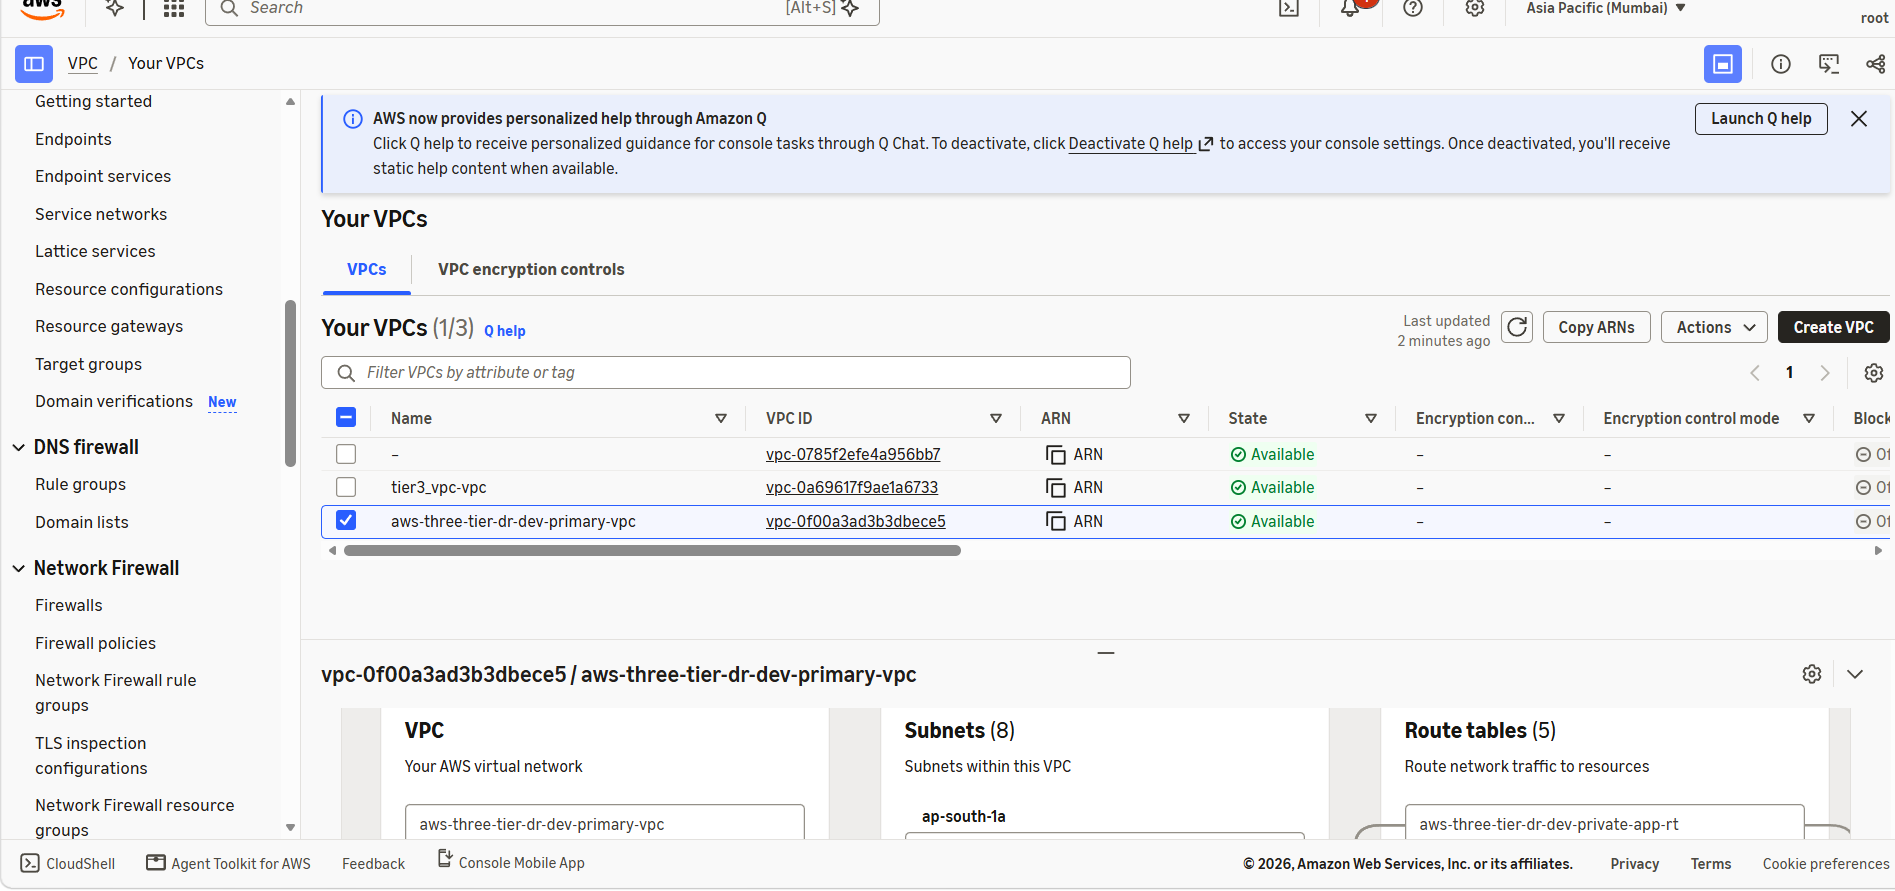 aws
Search
[Alt+S]
Asia Pacific (Mumbai)
root
VPC / Your VPCs
Getting started
Endpoints
Endpoint services
Service networks
Lattice services
Resource configurations
Resource gateways
Target groups
Domain verifications New
DNS firewall
Rule groups
Domain lists
Network Firewall
Firewalls
Firewall policies
Network Firewall rule
groups
TLS inspection
configurations
Network Firewall resource
groups
AWS now provides personalized help through Amazon Q
Click Q help to receive personalized guidance for console tasks through Q Chat. To deactivate, click Deactivate Q help to access your console settings. Once deactivated, you'll receive
static help content when available.
Launch Q help
Your VPCs
VPCs
VPC encryption controls
Your VPCs (1/3) Q help
Last updated
2 minutes ago
Copy ARNs
Actions
Create VPC
Filter VPCs by attribute or tag
1
Name VPC ID ARN State Encryption con... Encryption control mode Block
– vpc-0785f2efe4a956bb7 ARN Available – –
tier3_vpc-vpc vpc-0a69617f9ae1a6733 ARN Available – –
aws-three-tier-dr-dev-primary-vpc vpc-0f00a3ad3b3dbece5 ARN Available – –
vpc-0f00a3ad3b3dbece5 / aws-three-tier-dr-dev-primary-vpc
VPC
Your AWS virtual network
aws-three-tier-dr-dev-primary-vpc
Subnets (8)
Subnets within this VPC
ap-south-1a
Route tables (5)
Route network traffic to resources
aws-three-tier-dr-dev-private-app-rt
CloudShell
Agent Toolkit for AWS
Feedback
Console Mobile App
© 2026, Amazon Web Services, Inc. or its affiliates.
Privacy
Terms
Cookie preferences